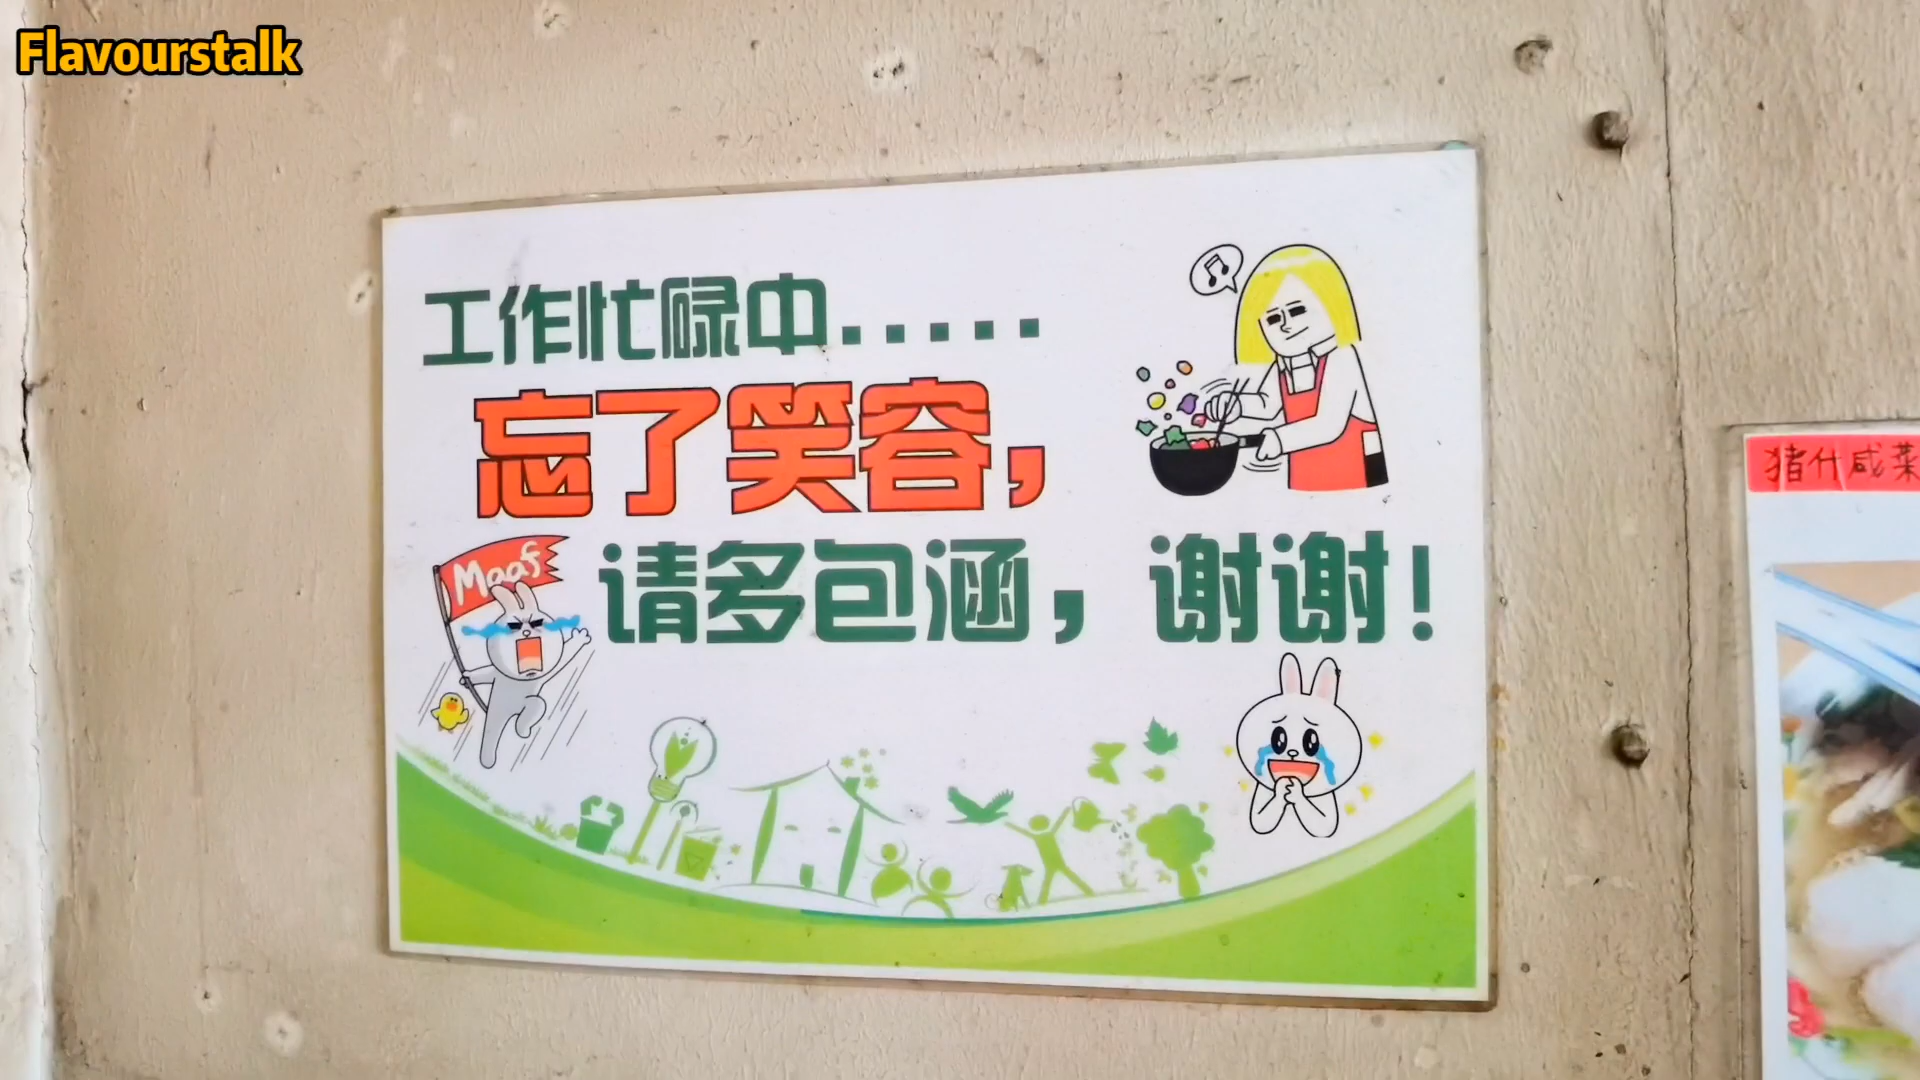 Flavourstalk
工作忙碌中.....
忘了笑容,
请多包涵, 谢谢!
Maaf
猪什咸菜